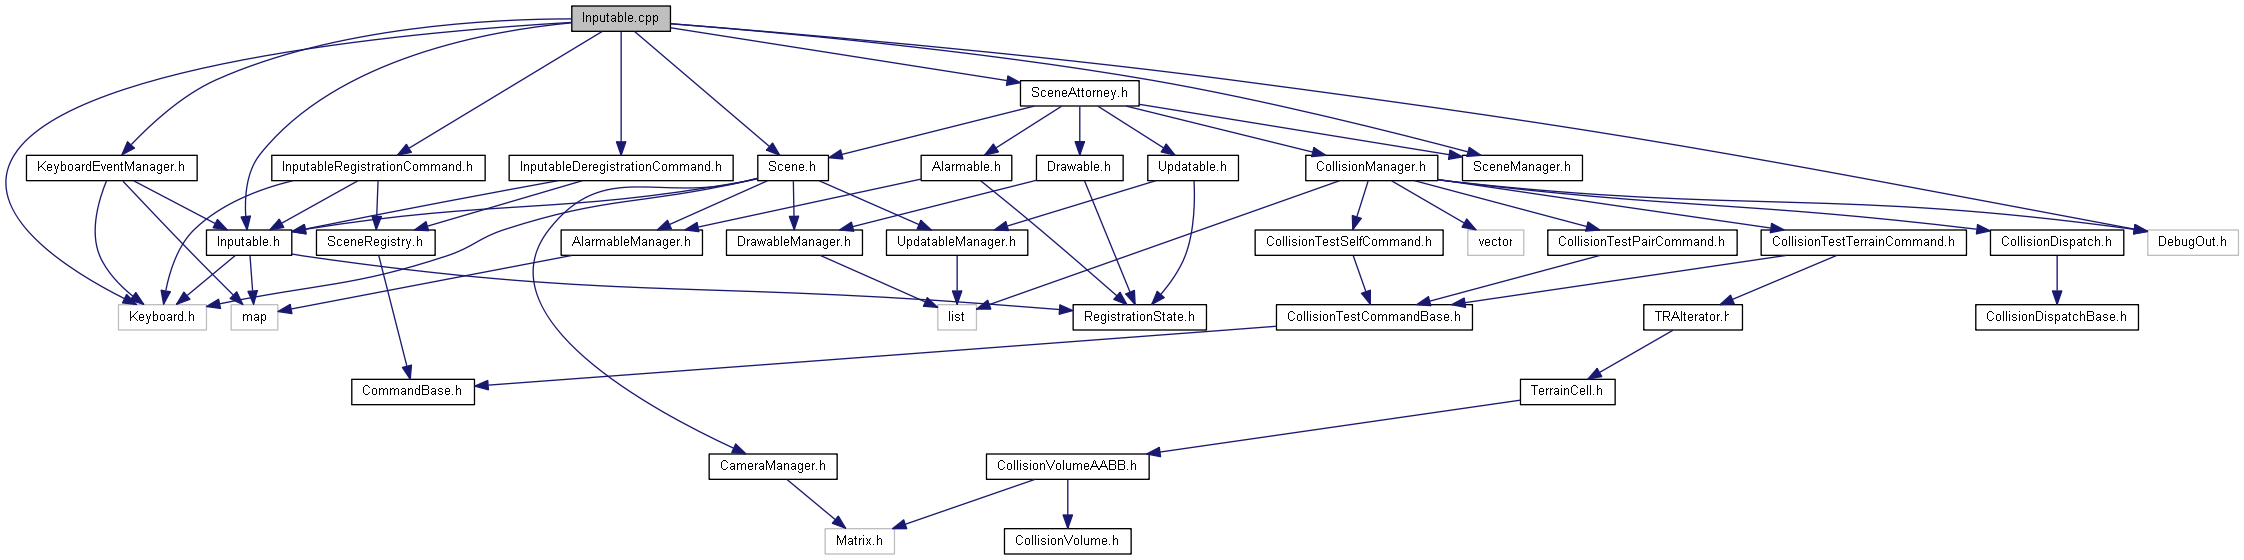 Inputable.cpp
SceneAttorney.h
KeyboardEventManager.h
InputableRegistrationCommand.h
InputableDeregistrationCommand.h
Scene.h
Alarmable.h
Drawable.h
Updatable.h
CollisionManager.h
SceneManager.h
Inputable.h
SceneRegistry.h
AlarmableManager.h
DrawableManager.h
UpdatableManager.h
CollisionTestSelfCommand.h
vector
CollisionTestPairCommand.h
CollisionTestTerrainCommand.h
CollisionDispatch.h
DebugOut.h
Keyboard.h
map
list
RegistrationState.h
CollisionTestCommandBase.h
TRAIterator.h
CollisionDispatchBase.h
CommandBase.h
TerrainCell.h
CameraManager.h
CollisionVolumeAABB.h
Matrix.h
CollisionVolume.h